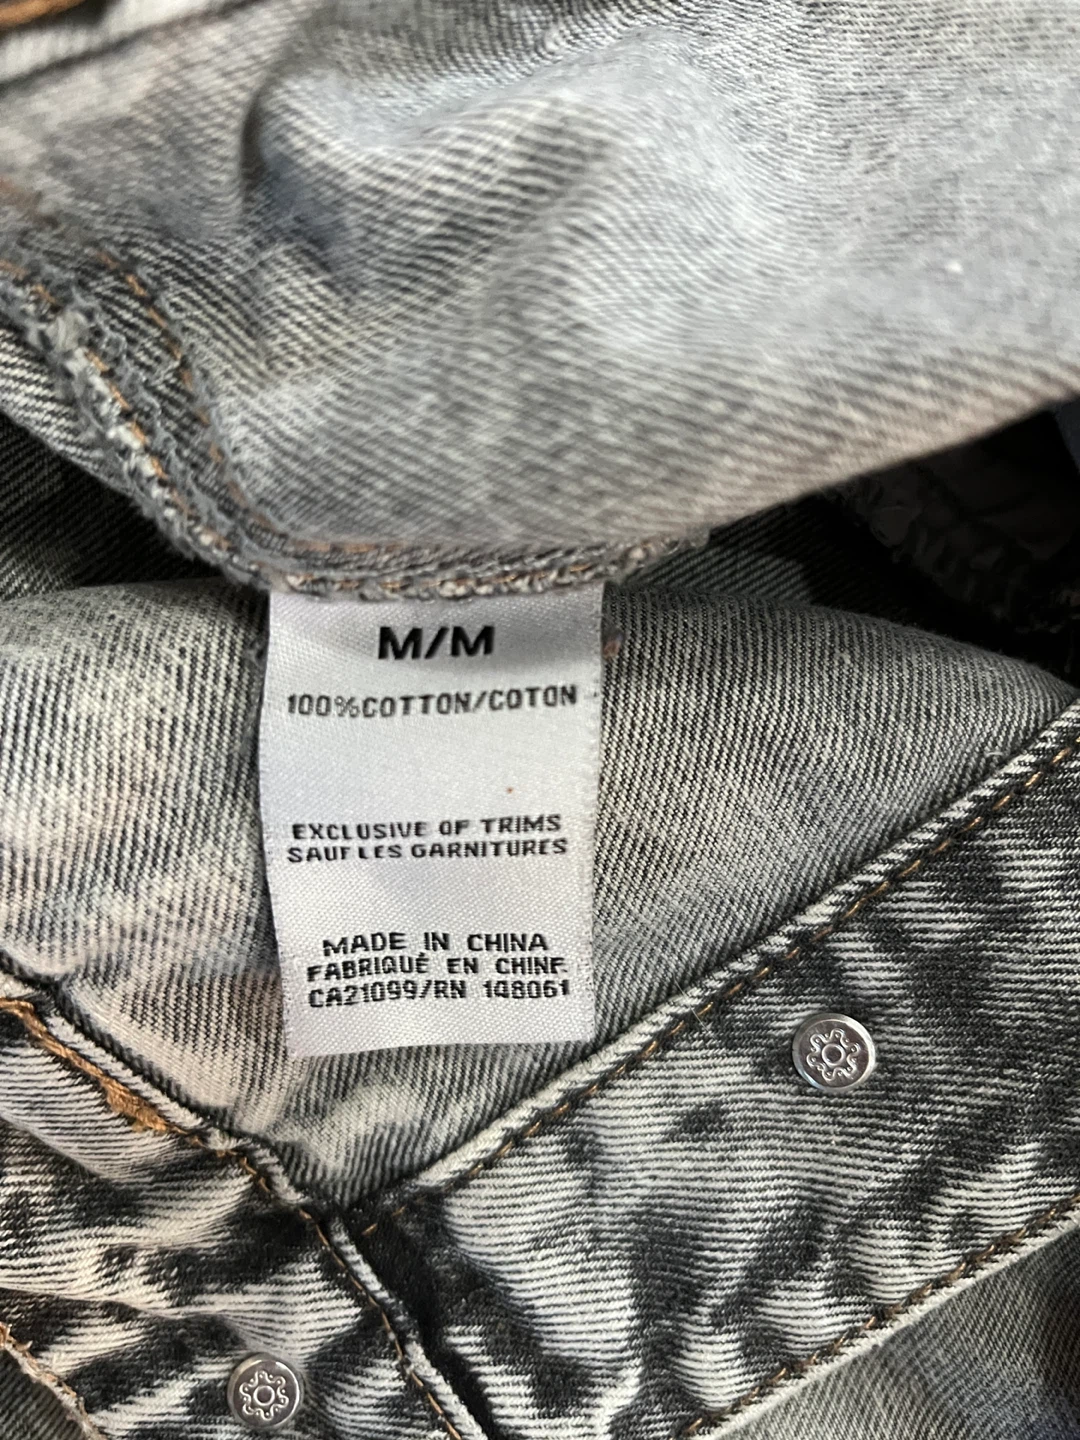 M/M
100%COTTON/COTON
EXCLUSIVE OF TRIMS
SAUF LES GARNITURES
MADE IN CHINA
FABRIQUÉ EN CHINE
CA21099/RN 148061